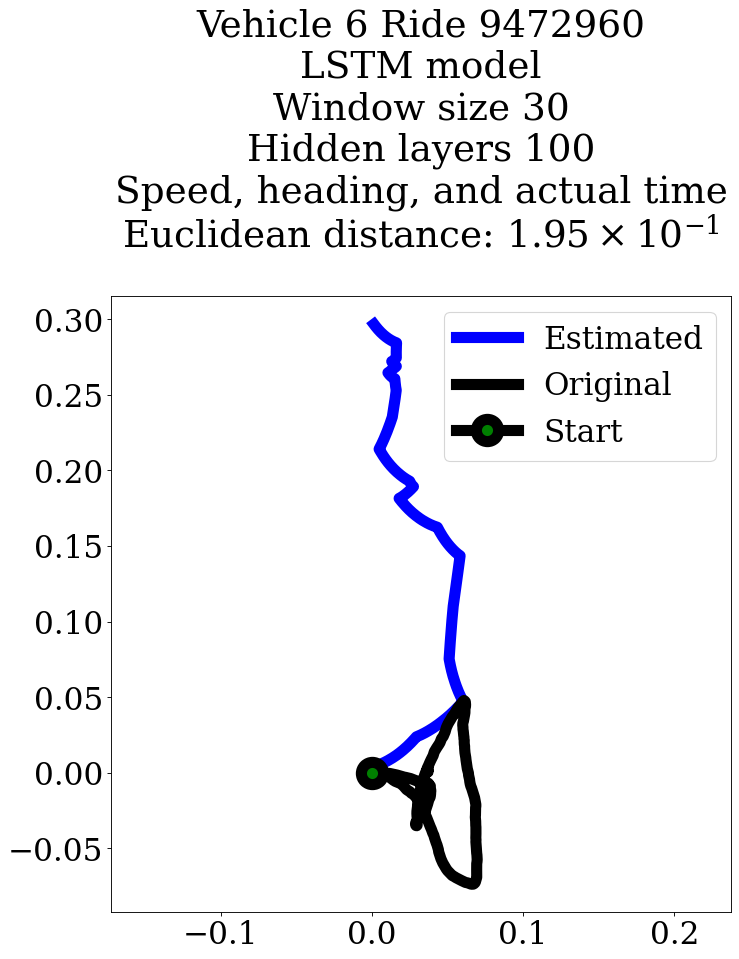 Vehicle 6 Ride 9472960
LSTM model
Window size 30
Hidden layers 100
Speed, heading, and actual time
Euclidean distance: 1.95 × 10⁻¹
Estimated
Original
Start
0.30
0.25
0.20
0.15
0.10
0.05
0.00
−0.05
−0.1 0.0 0.1 0.2